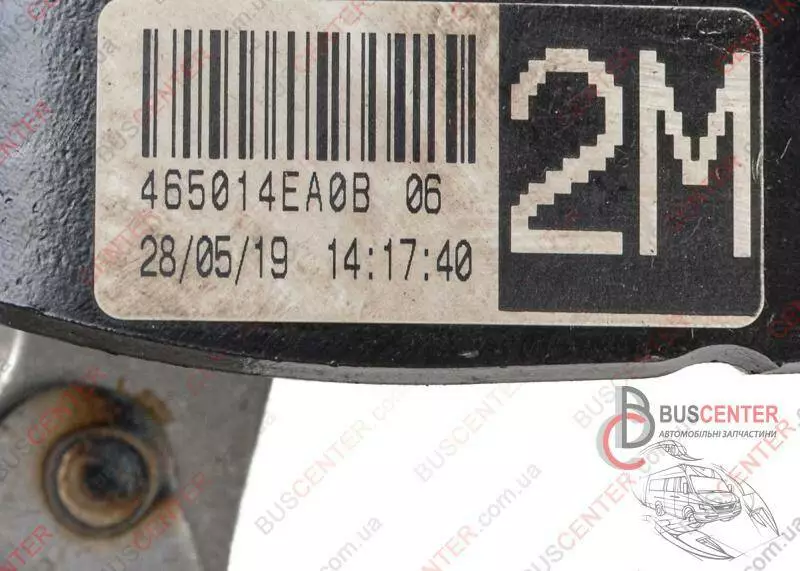 465014EA0B 06
28/05/19 14:17:40
2M
BUSCENTER
АВТОМОБІЛЬНІ ЗАПЧАСТИНИ
BUSCENTER.com.ua